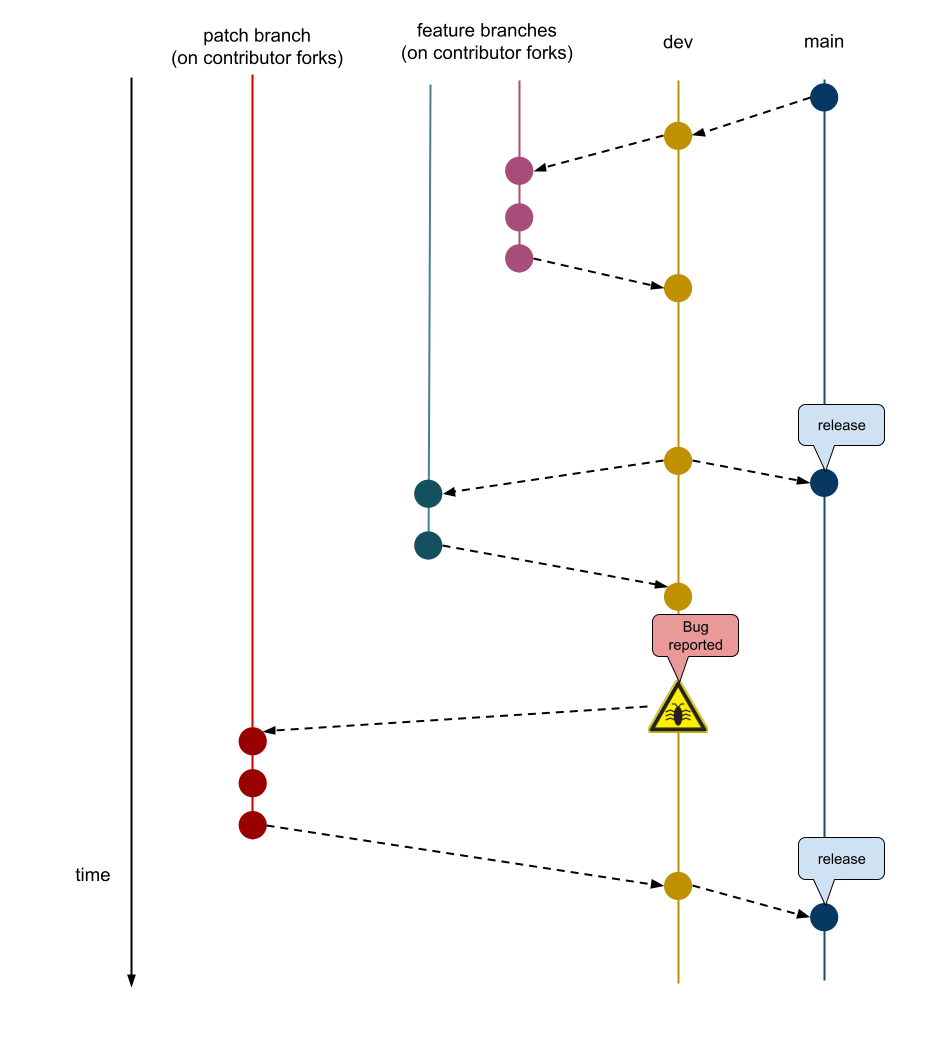 patch branch
(on contributor forks)
feature branches
(on contributor forks)
dev
main
release
Bug
reported
release
time